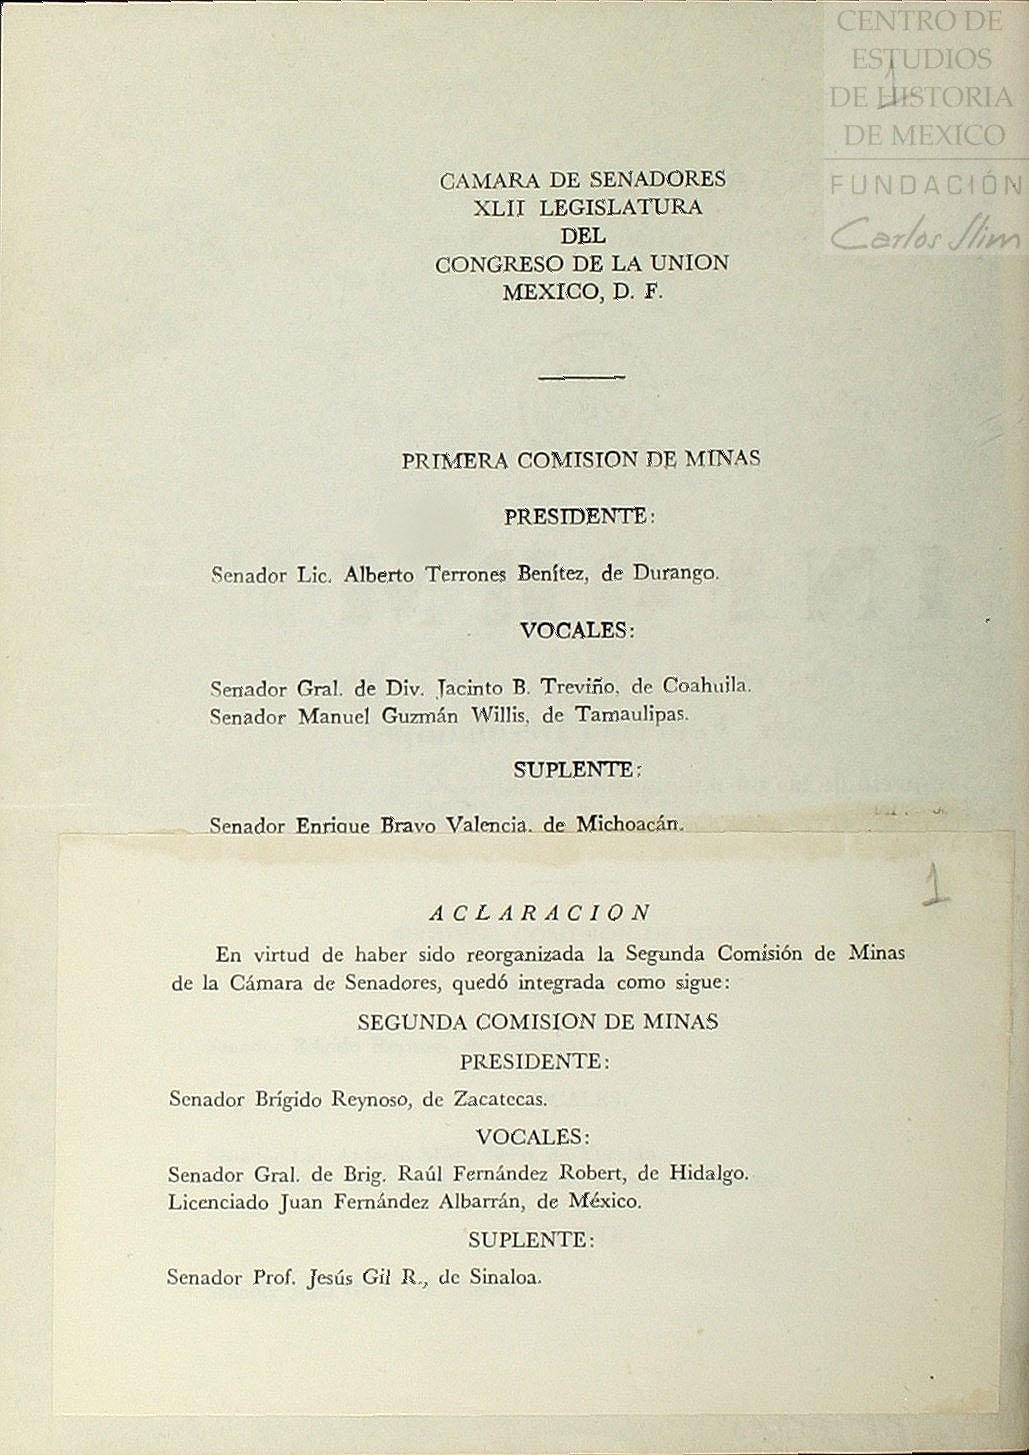 CENTRO DE
ESTUDIOS
DE HISTORIA
DE MEXICO
FUNDACIÓN
Carlos Slim
1
CAMARA DE SENADORES
XLII LEGISLATURA
DEL
CONGRESO DE LA UNION
MEXICO, D. F.
PRIMERA COMISION DE MINAS
PRESIDENTE:
Senador Lic. Alberto Terrones Benítez, de Durango.
VOCALES:
Senador Gral. de Div. Jacinto B. Treviño, de Coahuila.
Senador Manuel Guzmán Willis, de Tamaulipas.
SUPLENTE:
Senador Enrique Bravo Valencia, de Michoacán.
1
ACLARACION
En virtud de haber sido reorganizada la Segunda Comisión de Minas
de la Cámara de Senadores, quedó integrada como sigue:
SEGUNDA COMISION DE MINAS
PRESIDENTE:
Senador Brígido Reynoso, de Zacatecas.
VOCALES:
Senador Gral. de Brig. Raúl Fernández Robert, de Hidalgo.
Licenciado Juan Fernández Albarrán, de México.
SUPLENTE:
Senador Prof. Jesús Gil R., de Sinaloa.